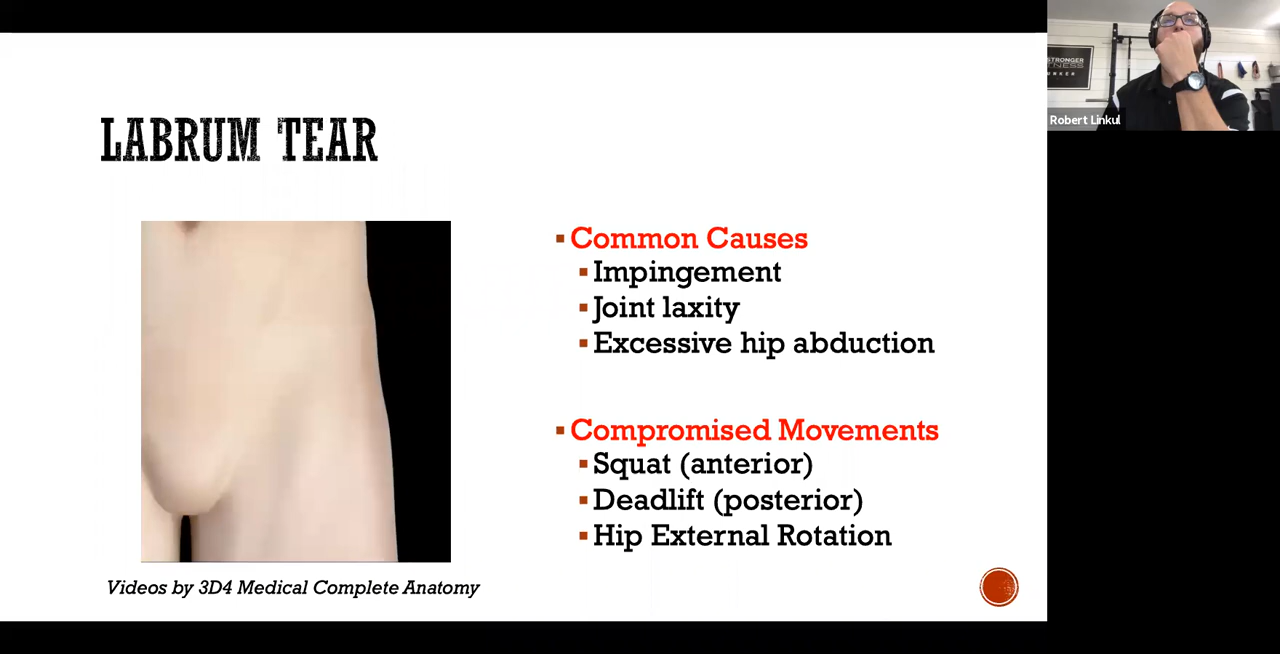 LABRUM TEAR
Common Causes
Impingement
Joint laxity
Excessive hip abduction
Compromised Movements
Squat (anterior)
Deadlift (posterior)
Hip External Rotation
Videos by 3D4 Medical Complete Anatomy
STRONGER
Robert Linkul